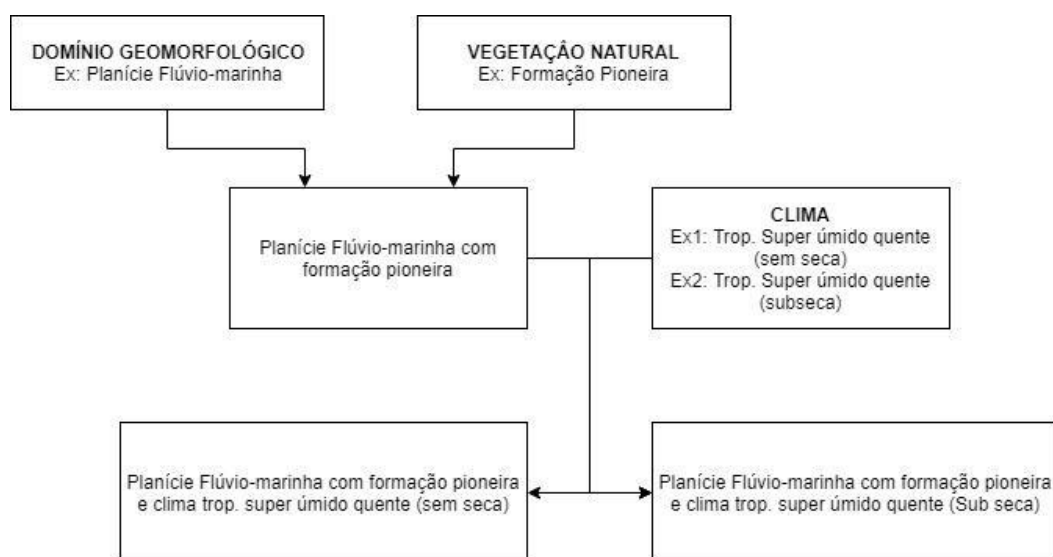 DOMÍNIO GEOMORFOLÓGICO
Ex: Planície Flúvio-marinha
VEGETAÇÂO NATURAL
Ex: Formação Pioneira
Planície Flúvio-marinha com
formação pioneira
CLIMA
Ex1: Trop. Super úmido quente
(sem seca)
Ex2: Trop. Super úmido quente
(subseca)
Planície Flúvio-marinha com formação pioneira
e clima trop. super úmido quente (sem seca)
Planície Flúvio-marinha com formação pioneira
e clima trop. super úmido quente (Sub seca)